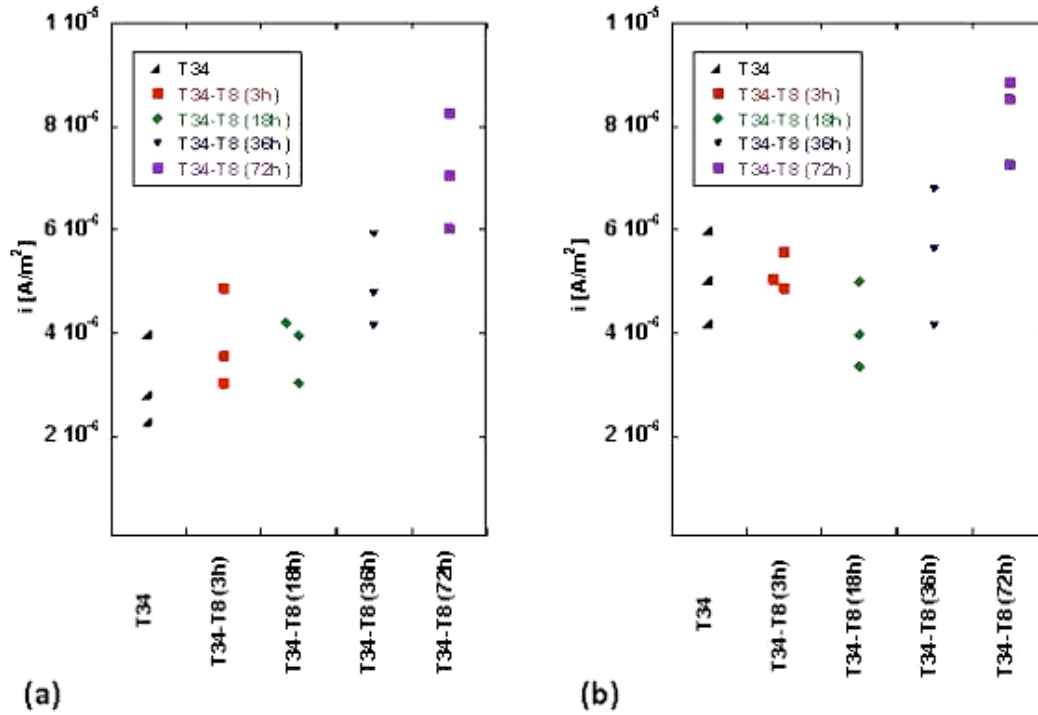 1 10⁻⁵
T34
T34-T8 (3h)
T34-T8 (18h)
T34-T8 (36h)
T34-T8 (72h)
8 10⁻⁶
6 10⁻⁶
4 10⁻⁶
2 10⁻⁶
i [A/m²]
T34
T34-T8 (3h)
T34-T8 (18h)
T34-T8 (36h)
T34-T8 (72h)
(a)
1 10⁻⁵
T34
T34-T8 (3h)
T34-T8 (18h)
T34-T8 (36h)
T34-T8 (72h)
8 10⁻⁶
6 10⁻⁶
4 10⁻⁶
2 10⁻⁶
i [A/m²]
T34
T34-T8 (3h)
T34-T8 (18h)
T34-T8 (36h)
T34-T8 (72h)
(b)